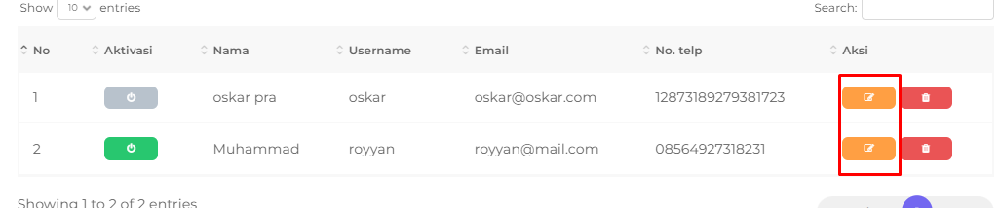 Show 10 entries Search:
No Aktivasi Nama Username Email No. telp Aksi
1 oskar pra oskar oskar@oskar.com 12873189279381723
2 Muhammad royyan royyan@mail.com 08564927318231
Showing 1 to 2 of 2 entries